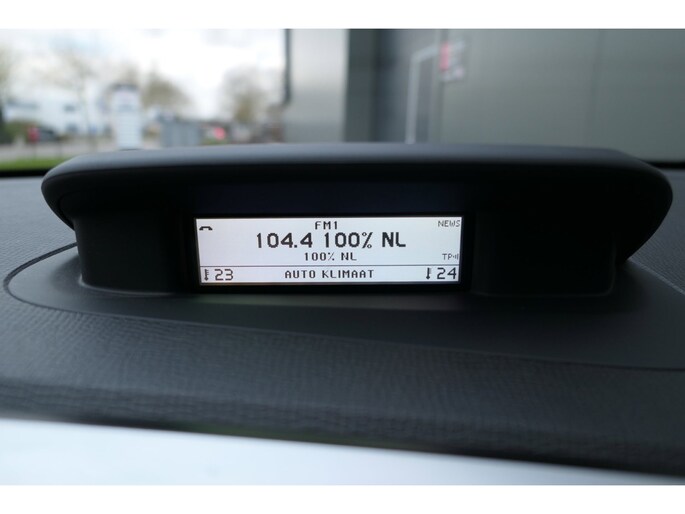 FM1
NEWS
104.4 100% NL
100% NL
TP
23 AUTO KLIMAAT 24